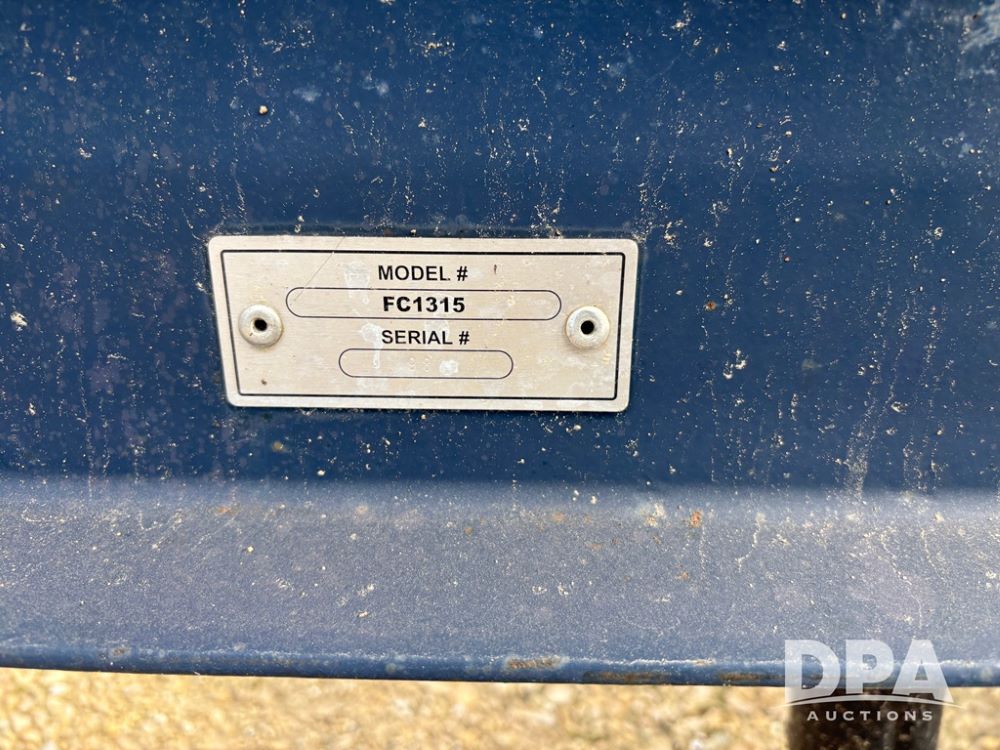 MODEL #
FC1315
SERIAL #
DPA
AUCTIONS